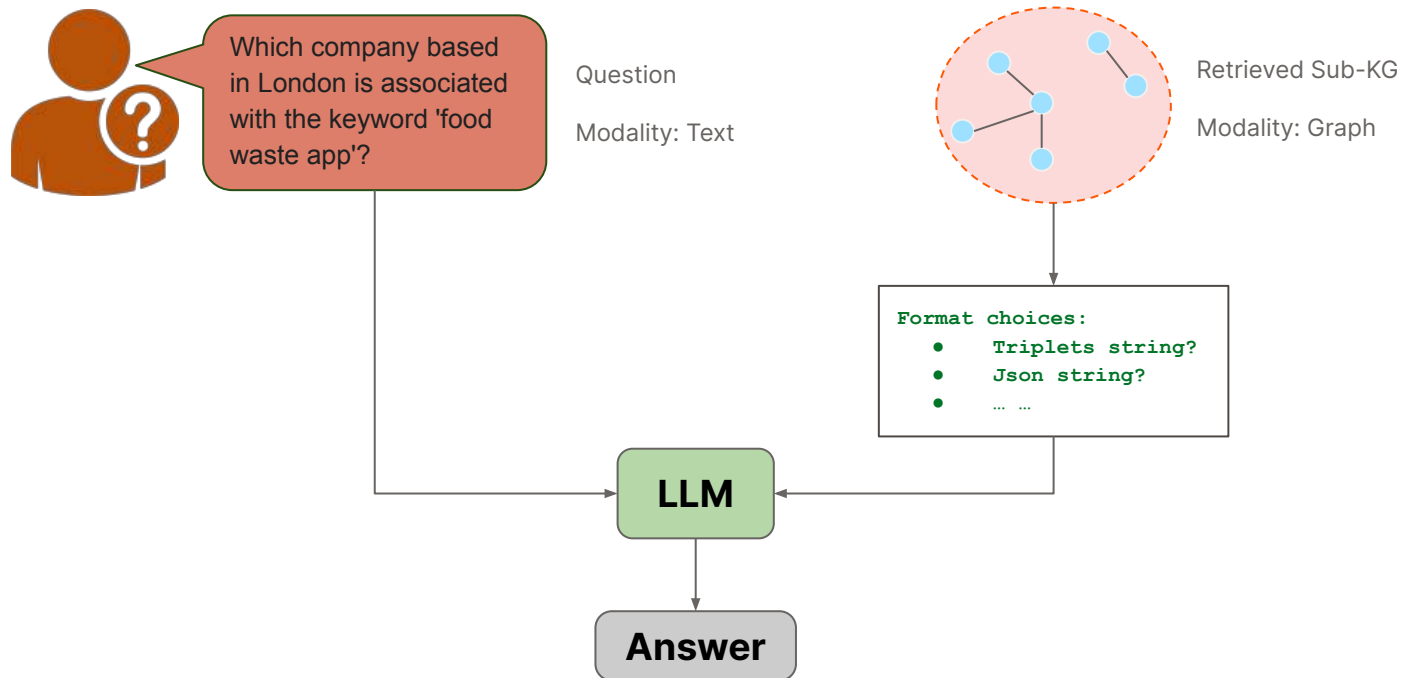 Which company based
in London is associated
with the keyword 'food
waste app'?
Question
Modality: Text
Retrieved Sub-KG
Modality: Graph
Format choices:
● Triplets string?
● Json string?
● … …
LLM
Answer